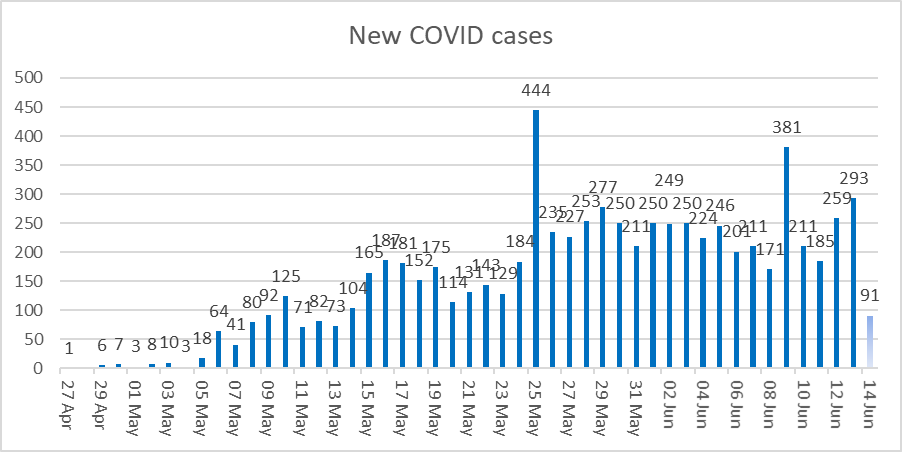 New COVID cases
500
450
400
350
300
250
200
150
100
50
0
1
6
7
3
8
10
3
18
64
41
80
92
125
71
82
73
104
165
187
181
152
175
114
131
143
129
184
444
235
227
253
277
250
211
250
249
250
224
246
201
211
171
381
211
185
259
293
91
27 Apr
29 Apr
01 May
03 May
05 May
07 May
09 May
11 May
13 May
15 May
17 May
19 May
21 May
23 May
25 May
27 May
29 May
31 May
02 Jun
04 Jun
06 Jun
08 Jun
10 Jun
12 Jun
14 Jun